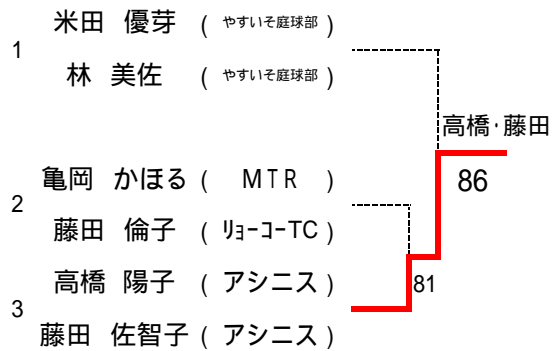 1
米田 優芽 ( やすいそ庭球部 )
林 美佐 ( やすいそ庭球部 )
高橋・藤田
86
2
亀岡 かほる ( MTR )
藤田 倫子 ( リョーコーTC )
81
3
高橋 陽子 ( アシニス )
藤田 佐智子 ( アシニス )